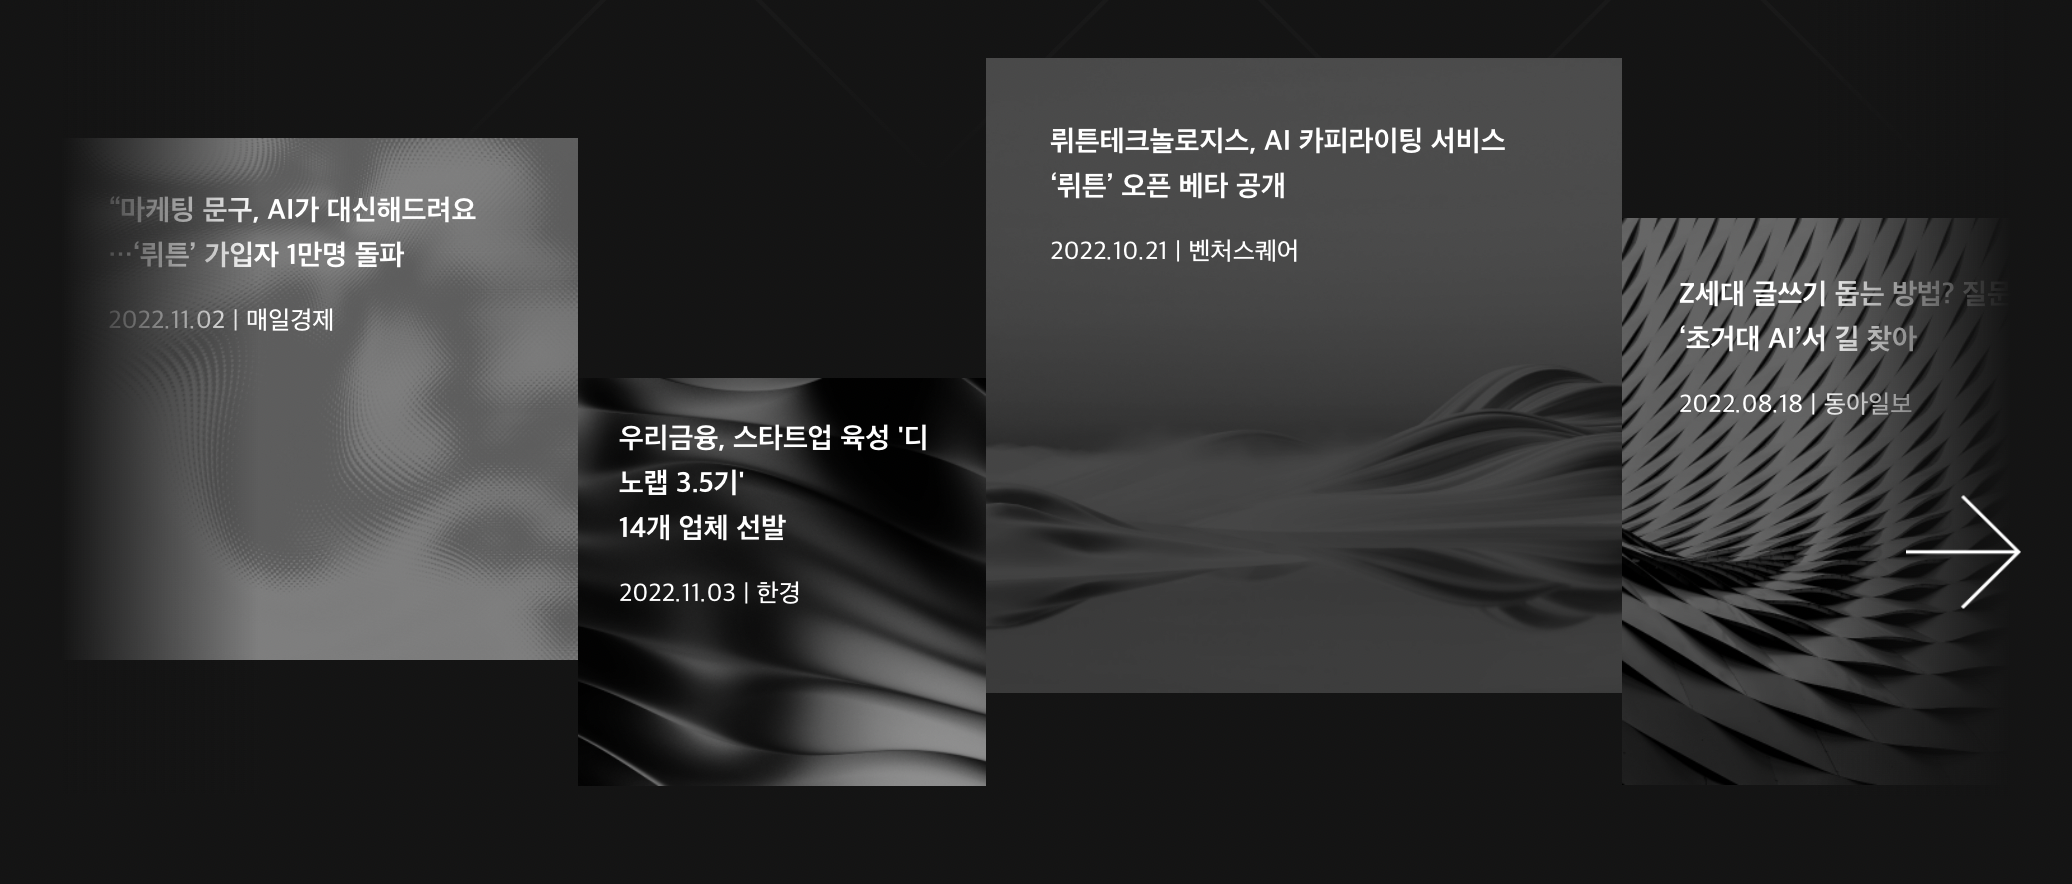 “마케팅 문구, AI가 대신해드려요
…‘뤼튼’ 가입자 1만명 돌파
2022.11.02 | 매일경제
우리금융, 스타트업 육성 '디
노랩 3.5기'
14개 업체 선발
2022.11.03 | 한경
뤼튼테크놀로지스, AI 카피라이팅 서비스
‘뤼튼’ 오픈 베타 공개
2022.10.21 | 벤처스퀘어
Z세대 글쓰기 돕는 방법? 질문
‘초거대 AI’서 길 찾아
2022.08.18 | 동아일보